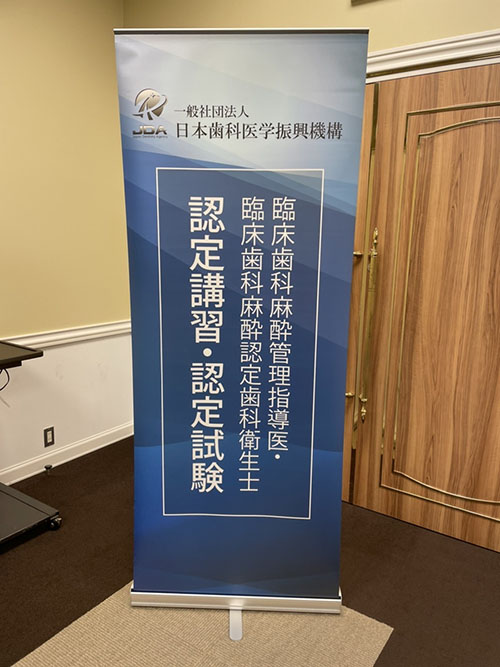 JDA
一般社団法人
日本歯科医学振興機構
臨床歯科麻酔管理指導医・
臨床歯科麻酔認定歯科衛生士
認定講習・認定試験